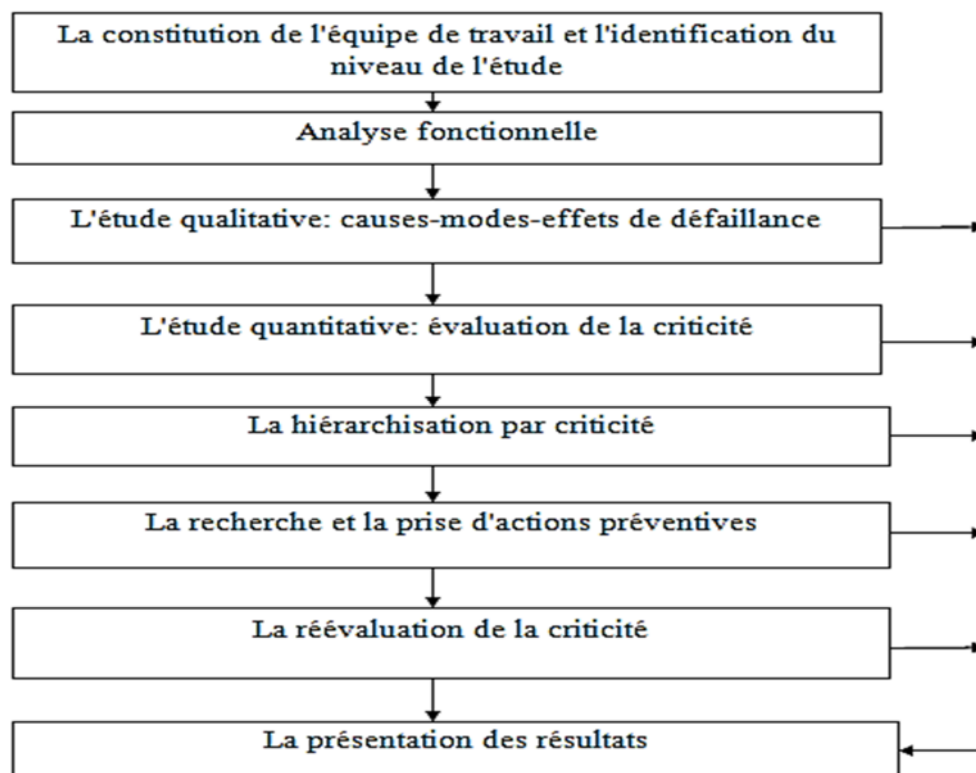 La constitution de l'équipe de travail et l'identification du
niveau de l'étude
Analyse fonctionnelle
L'étude qualitative: causes-modes-effets de défaillance
L'étude quantitative: évaluation de la criticité
La hiérarchisation par criticité
La recherche et la prise d'actions préventives
La réévaluation de la criticité
La présentation des résultats